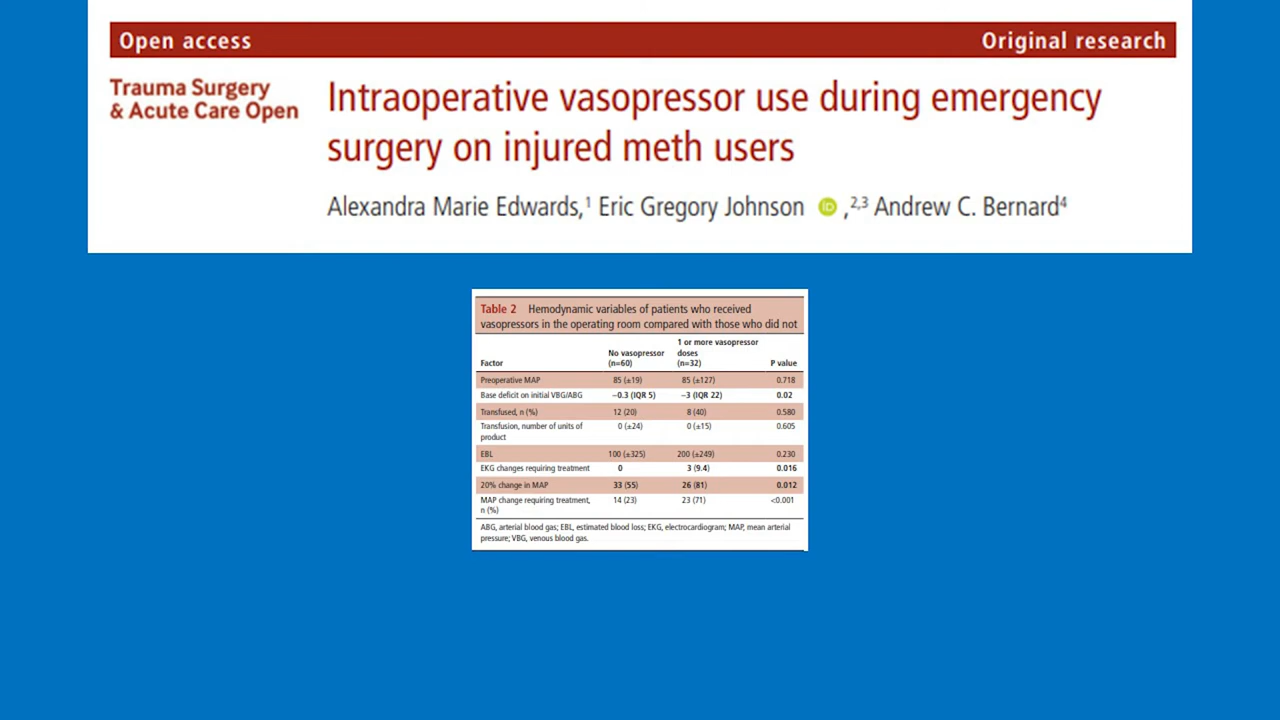 Open access
Original research
Trauma Surgery
& Acute Care Open
Intraoperative vasopressor use during emergency
surgery on injured meth users
Alexandra Marie Edwards,¹ Eric Gregory Johnson iD ,²,³ Andrew C. Bernard⁴
Table 2 Hemodynamic variables of patients who received
vasopressors in the operating room compared with those who did not
Factor No vasopressor (n=60) 1 or more vasopressor doses (n=32) P value
Preoperative MAP 85 (±19) 85 (±127) 0.718
Base deficit on initial VBG/ABG −0.3 (IQR 5) −3 (IQR 22) 0.02
Transfused, n (%) 12 (20) 8 (40) 0.580
Transfusion, number of units of product 0 (±24) 0 (±15) 0.605
EBL 100 (±325) 200 (±249) 0.230
EKG changes requiring treatment 0 3 (9.4) 0.016
20% change in MAP 33 (55) 26 (81) 0.012
MAP change requiring treatment, n (%) 14 (23) 23 (71) <0.001
ABG, arterial blood gas; EBL, estimated blood loss; EKG, electrocardiogram; MAP, mean arterial
pressure; VBG, venous blood gas.